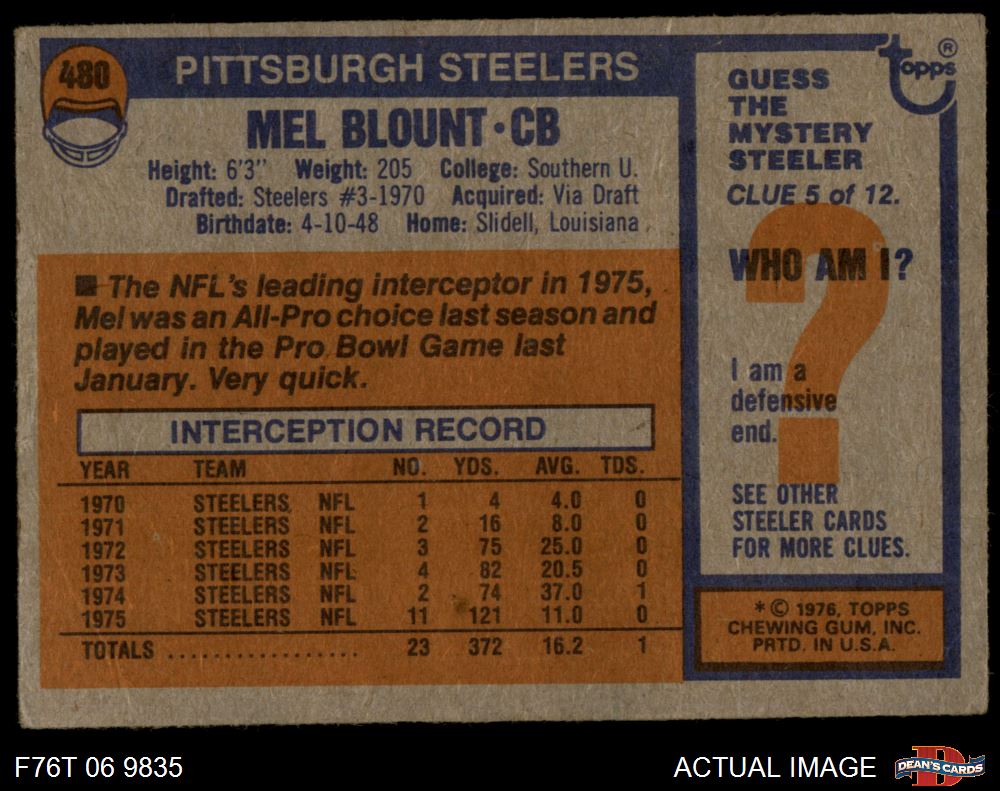 480
PITTSBURGH STEELERS
MEL BLOUNT • CB
Height: 6'3" Weight: 205 College: Southern U.
Drafted: Steelers #3-1970 Acquired: Via Draft
Birthdate: 4-10-48 Home: Slidell, Louisiana
■ The NFL's leading interceptor in 1975,
Mel was an All-Pro choice last season and
played in the Pro Bowl Game last
January. Very quick.
INTERCEPTION RECORD
YEAR TEAM NO. YDS. AVG. TDS.
1970 STEELERS NFL 1 4 4.0 0
1971 STEELERS NFL 2 16 8.0 0
1972 STEELERS NFL 3 75 25.0 0
1973 STEELERS NFL 4 82 20.5 0
1974 STEELERS NFL 2 74 37.0 1
1975 STEELERS NFL 11 121 11.0 0
TOTALS ................. 23 372 16.2 1
topps ®
GUESS
THE
MYSTERY
STEELER
CLUE 5 of 12.
?
WHO AM I?
I am a
defensive
end.
SEE OTHER
STEELER CARDS
FOR MORE CLUES.
* © 1976, TOPPS
CHEWING GUM, INC.
PRTD. IN U.S.A.
F76T 06 9835
ACTUAL IMAGE
D
DEAN'S CARDS